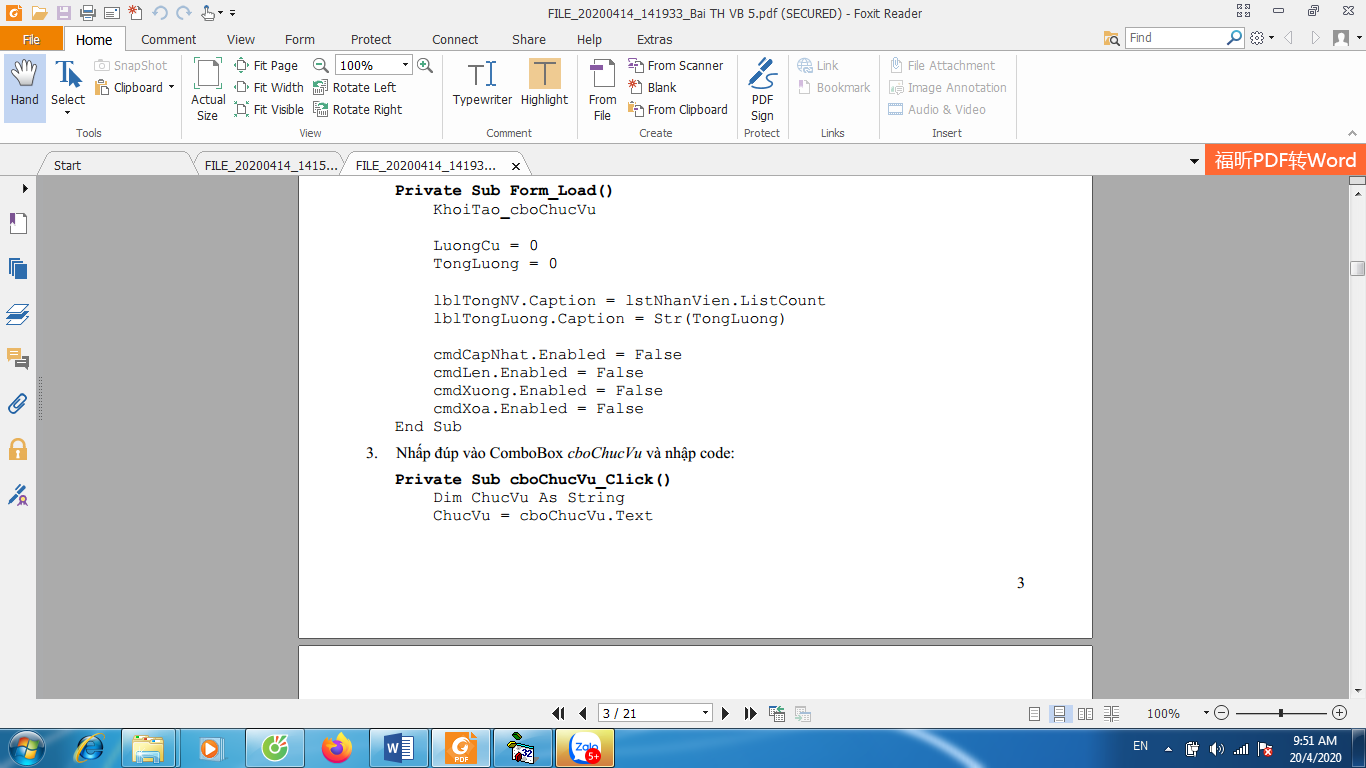 FILE_20200414_141933_Bai TH VB 5.pdf (SECURED) - Foxit Reader
File Home Comment View Form Protect Connect Share Help Extras Find
Hand
Select
SnapShot
Clipboard
Tools
Actual
Size
Fit Page
Fit Width
Fit Visible
100%
Rotate Left
Rotate Right
View
Typewriter
Highlight
Comment
From
File
From Scanner
Blank
From Clipboard
Create
PDF
Sign
Protect
Link
Bookmark
Links
File Attachment
Image Annotation
Audio & Video
Insert
Start FILE_20200414_1415... FILE_20200414_14193... 福昕PDF转Word
Private Sub Form_Load()
KhoiTao_cboChucVu
LuongCu = 0
TongLuong = 0
lblTongNV.Caption = lstNhanVien.ListCount
lblTongLuong.Caption = Str(TongLuong)
cmdCapNhat.Enabled = False
cmdLen.Enabled = False
cmdXuong.Enabled = False
cmdXoa.Enabled = False
End Sub
3. Nhấp đúp vào ComboBox cboChucVu và nhập code:
Private Sub cboChucVu_Click()
Dim ChucVu As String
ChucVu = cboChucVu.Text
3
3 / 21 100%
PDF 32 Zalo 5+ EN 9:51 AM
20/4/2020